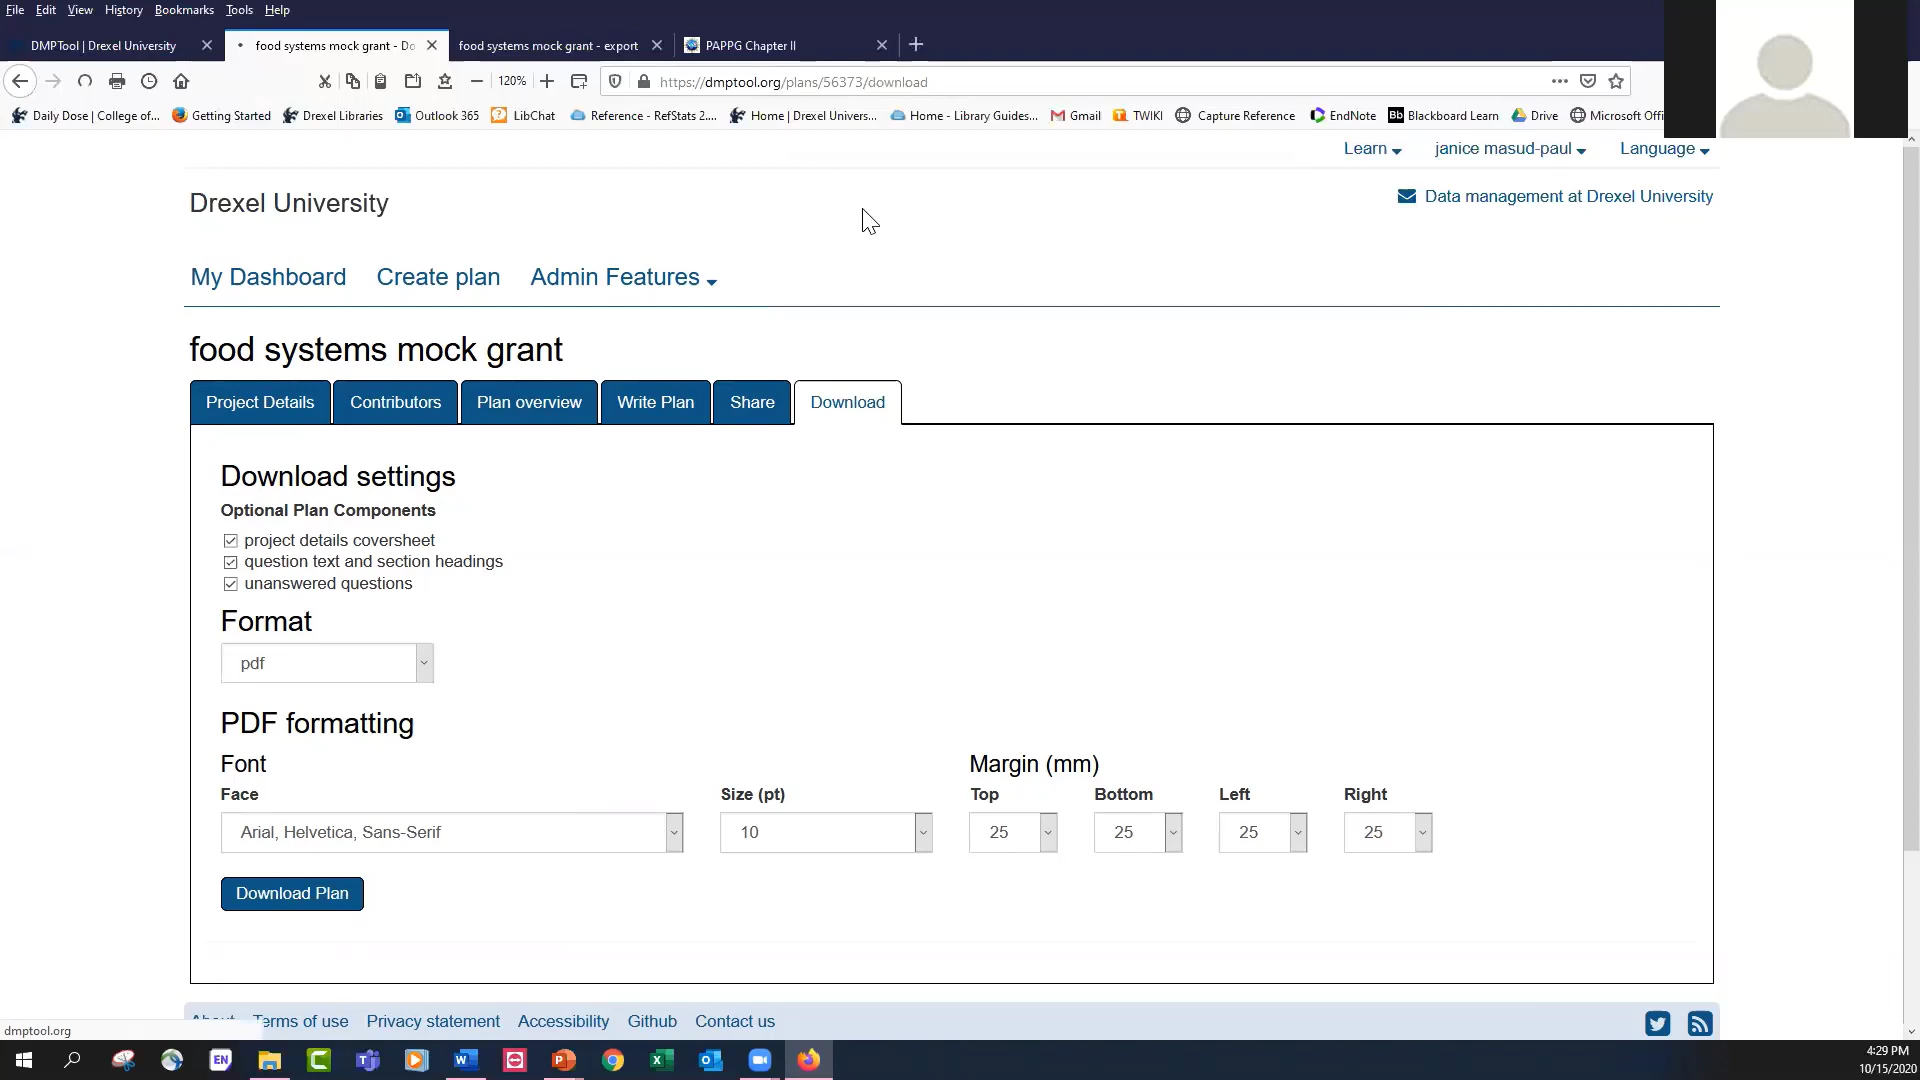 File Edit View History Bookmarks Tools Help
DMPTool | Drexel University food systems mock grant - Do food systems mock grant - export PAPPG Chapter II
120% https://dmptool.org/plans/56373/download
Daily Dose | College of... Getting Started Drexel Libraries Outlook 365 LibChat Reference - RefStats 2.... Home | Drexel Univers... Home - Library Guides... Gmail TWIKI Capture Reference EndNote Bb Blackboard Learn Drive Microsoft Offi
Learn janice masud-paul Language
Drexel University
Data management at Drexel University
My Dashboard Create plan Admin Features
food systems mock grant
Project Details Contributors Plan overview Write Plan Share Download
Download settings
Optional Plan Components
project details coversheet
question text and section headings
unanswered questions
Format
pdf
PDF formatting
Font Margin (mm)
Face Size (pt) Top Bottom Left Right
Arial, Helvetica, Sans-Serif 10 25 25 25 25
Download Plan
About Terms of use Privacy statement Accessibility Github Contact us
dmptool.org
EN
4:29 PM
10/15/2020